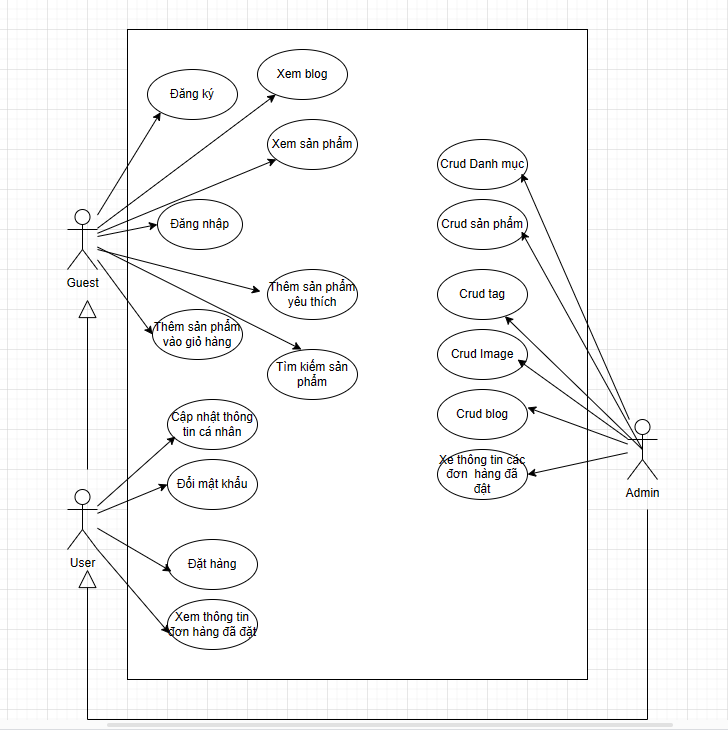 Xem blog
Đăng ký
Xem sản phẩm
Crud Danh mục
Đăng nhập
Crud sản phẩm
Guest
Thêm sản phẩm
yêu thích
Crud tag
Thêm sản phẩm
vào giỏ hàng
Crud Image
Tìm kiếm sản
phẩm
Cập nhật thông
tin cá nhân
Crud blog
Xe thông tin các
đơn hàng đã
đặt
Đổi mật khẩu
Admin
User
Đặt hàng
Xem thông tin
đơn hàng đã đặt